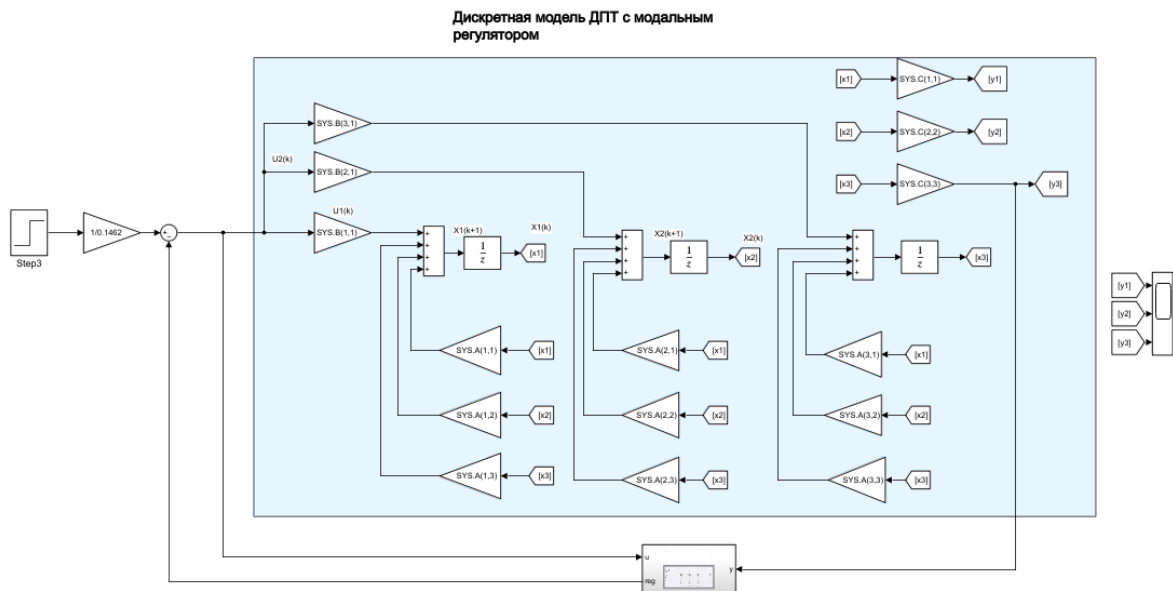 Дискретная модель ДПТ с модальным
регулятором
[x1]
SYS.C(1,1)
[y1]
SYS.B(3,1)
[x2]
SYS.C(2,2)
[y2]
U2(k)
SYS.B(2,1)
[x3]
SYS.C(3,3)
[y3]
Step3
1/0.1462
+
−
U1(k)
SYS.B(1,1)
+
+
+
+
X1(k+1)
1
z
X1(k)
[x1]
+
+
+
+
X2(k+1)
1
z
X2(k)
[x2]
+
+
+
+
1
z
[x3]
[y1]
[y2]
[y3]
SYS.A(1,1)
[x1]
SYS.A(2,1)
[x1]
SYS.A(3,1)
[x1]
SYS.A(1,2)
[x2]
SYS.A(2,2)
[x2]
SYS.A(3,2)
[x2]
SYS.A(1,3)
[x3]
SYS.A(2,3)
[x3]
SYS.A(3,3)
[x3]
u
y
reg